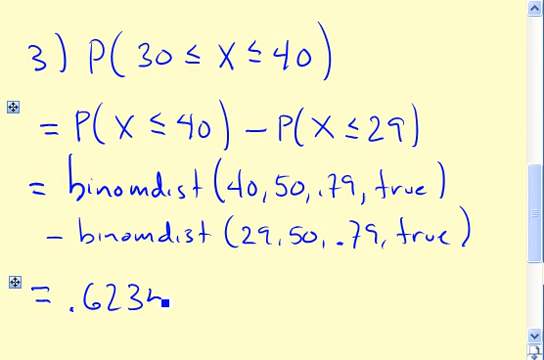 3) P( 30 ≤ X ≤ 40 )
= P( X ≤ 40 ) - P( X ≤ 29 )
= binomdist ( 40, 50, .79, true )
- binomdist ( 29, 50, .79, true )
= .623